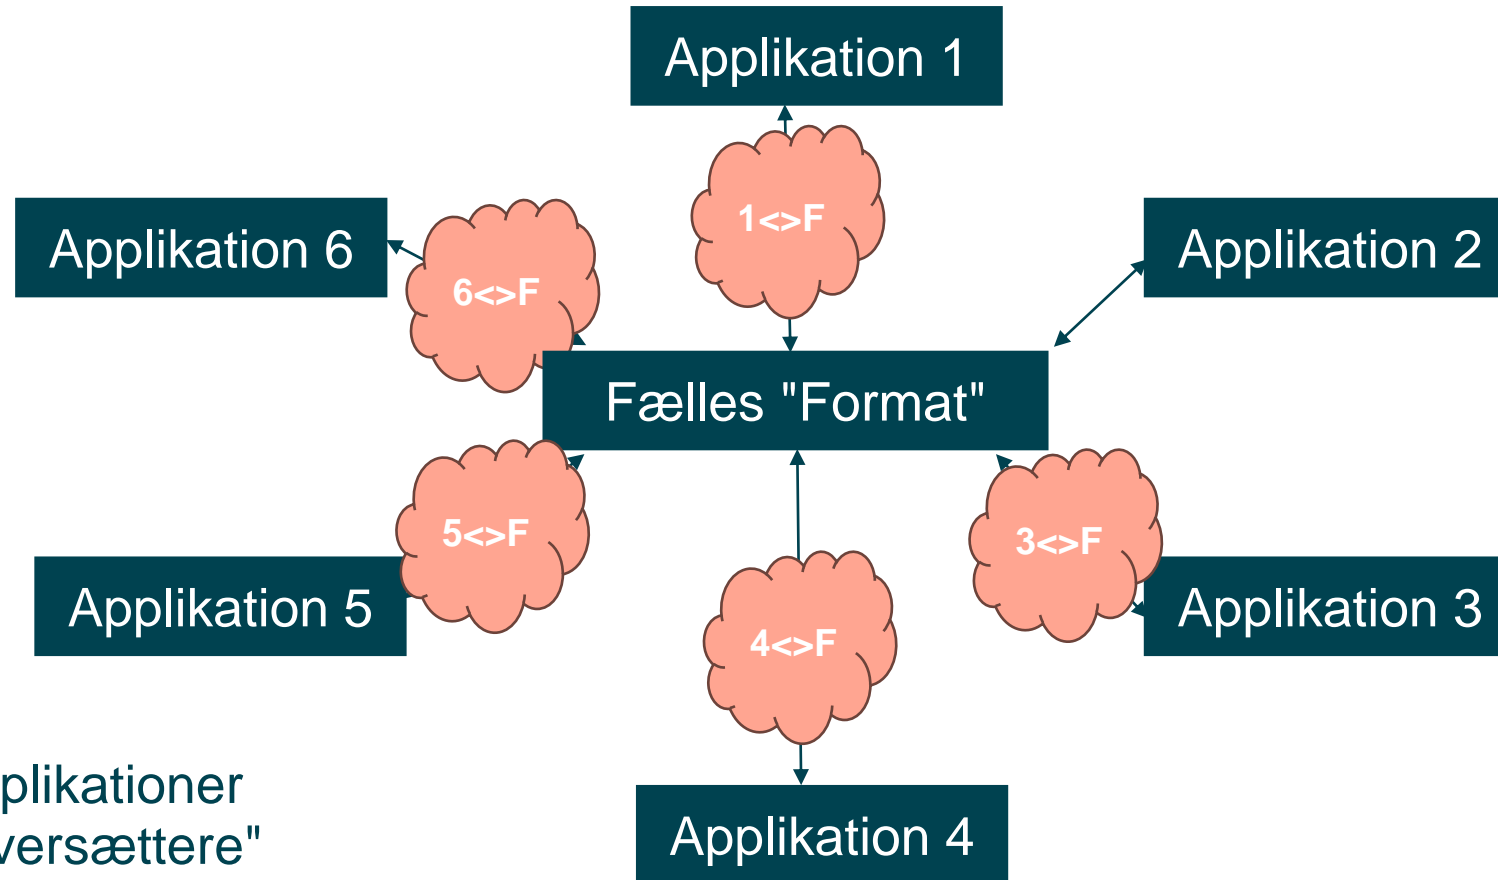 Applikation 1
1<>F
Applikation 6
Applikation 2
6<>F
Fælles "Format"
5<>F
3<>F
Applikation 5
Applikation 3
4<>F
plikationer
versættere"
Applikation 4